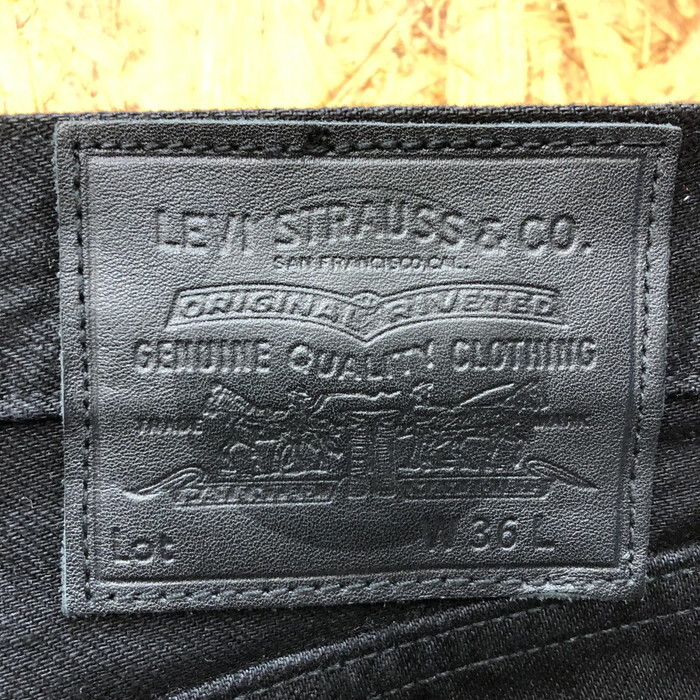 LEVI STRAUSS & CO.
SAN FRANCISCO, CAL.
ORIGINAL RIVETED
GENUINE QUALITY CLOTHING
TRADE MARK
Lot W 36 L